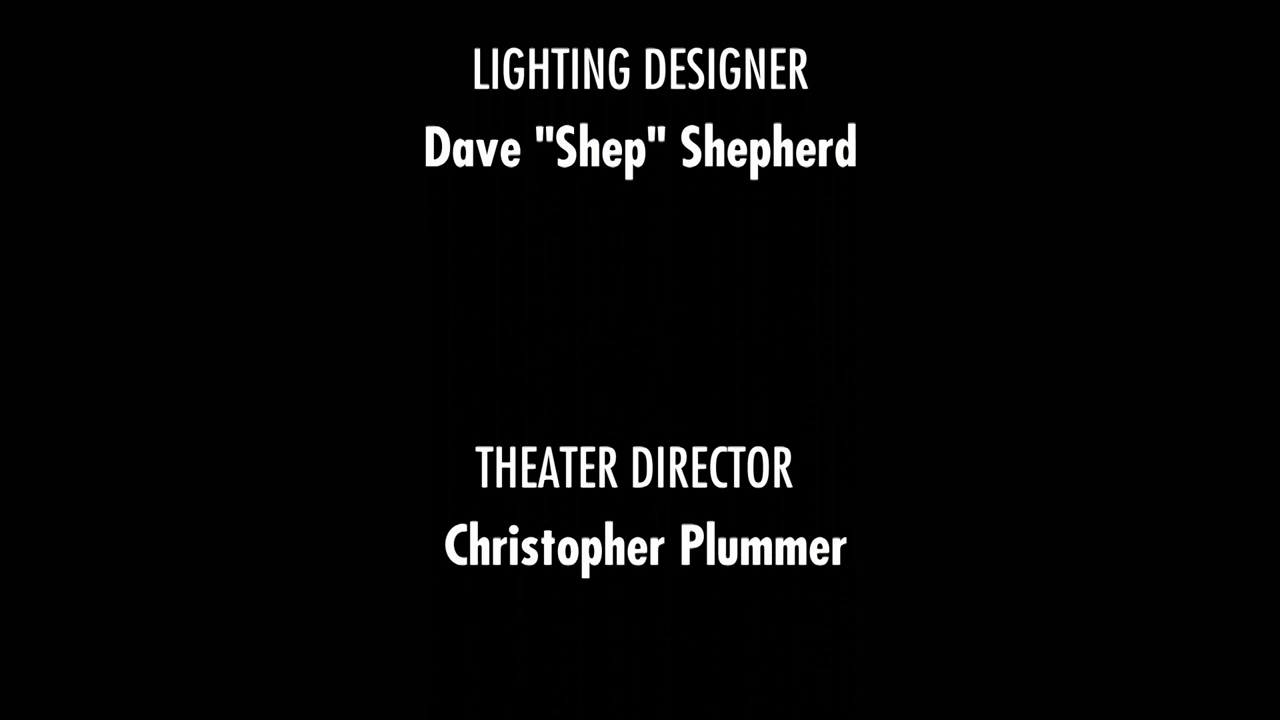 LIGHTING DESIGNER
Dave "Shep" Shepherd
THEATER DIRECTOR
Christopher Plummer